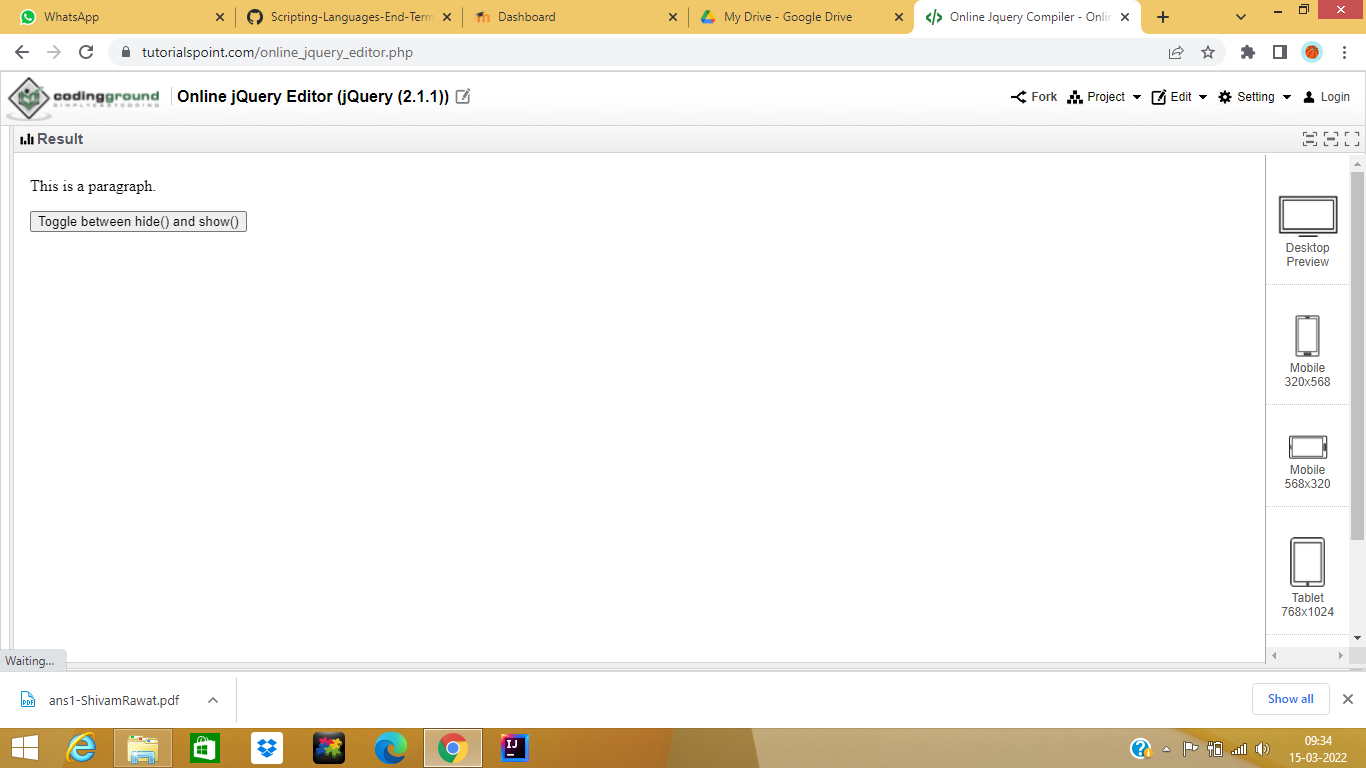 WhatsApp
Scripting-Languages-End-Term
Dashboard
My Drive - Google Drive
Online Jquery Compiler - Onlin
tutorialspoint.com/online_jquery_editor.php
codingground
SIMPLYEASYCODING
Online jQuery Editor (jQuery (2.1.1))
Fork
Project
Edit
Setting
Login
Result
This is a paragraph.
Toggle between hide() and show()
Desktop
Preview
Mobile
320x568
Mobile
568x320
Tablet
768x1024
Waiting...
PDF
ans1-ShivamRawat.pdf
Show all
IJ
09:34
15-03-2022